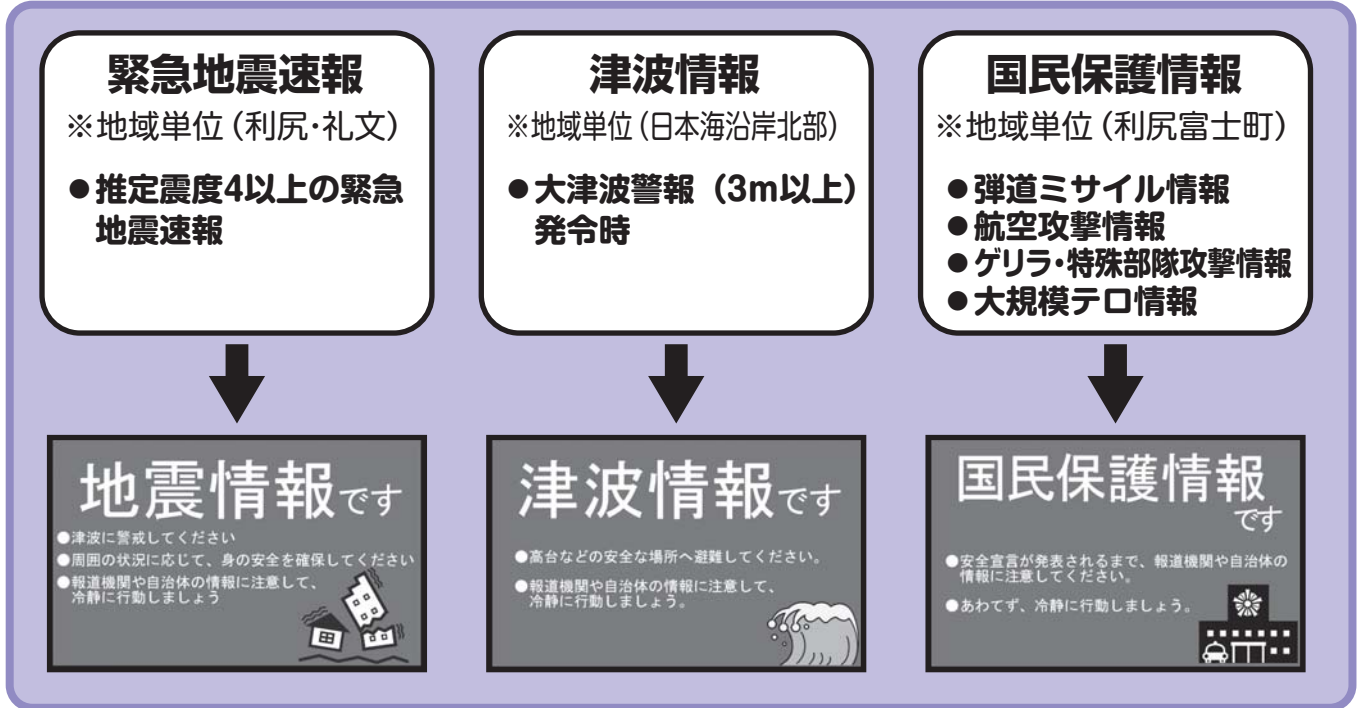 緊急地震速報
※地域単位（利尻・礼文）
●推定震度4以上の緊急
地震速報
津波情報
※地域単位（日本海沿岸北部）
●大津波警報（3m以上）
発令時
国民保護情報
※地域単位（利尻富士町）
●弾道ミサイル情報
●航空攻撃情報
●ゲリラ・特殊部隊攻撃情報
●大規模テロ情報
地震情報です
●津波に警戒してください
●周囲の状況に応じて、身の安全を確保してください
●報道機関や自治体の情報に注意して、
冷静に行動しましょう
津波情報です
●高台などの安全な場所へ避難してください。
●報道機関や自治体の情報に注意して、
冷静に行動しましょう。
国民保護情報
です
●安全宣言が発表されるまで、報道機関や自治体の
情報に注意してください。
●あわてず、冷静に行動しましょう。